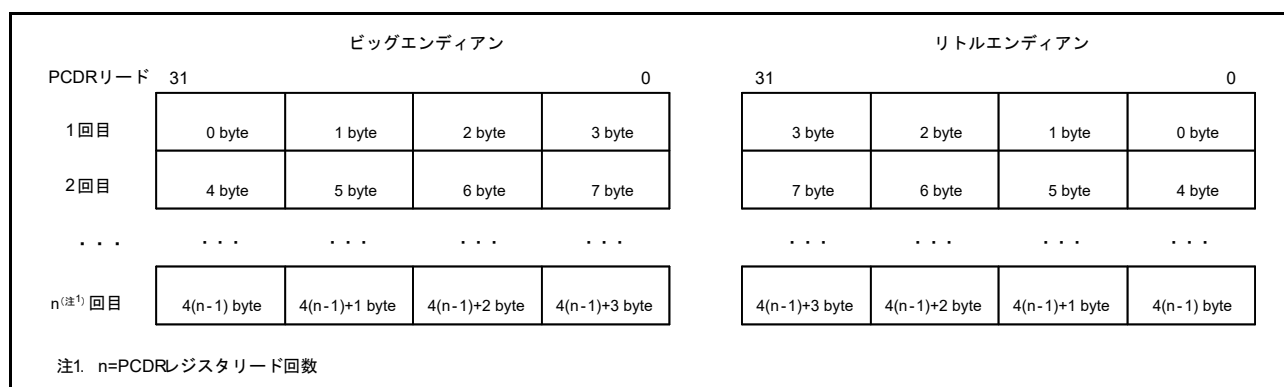 ビッグエンディアン リトルエンディアン
PCDRリード 31 0 31 0
1回目 0 byte 1 byte 2 byte 3 byte 3 byte 2 byte 1 byte 0 byte
2回目 4 byte 5 byte 6 byte 7 byte 7 byte 6 byte 5 byte 4 byte
・・・ ・・・ ・・・ ・・・ ・・・ ・・・ ・・・ ・・・ ・・・
n(注1)回目 4(n-1) byte 4(n-1)+1 byte 4(n-1)+2 byte 4(n-1)+3 byte 4(n-1)+3 byte 4(n-1)+2 byte 4(n-1)+1 byte 4(n-1) byte
注1. n=PCDRレジスタリード回数